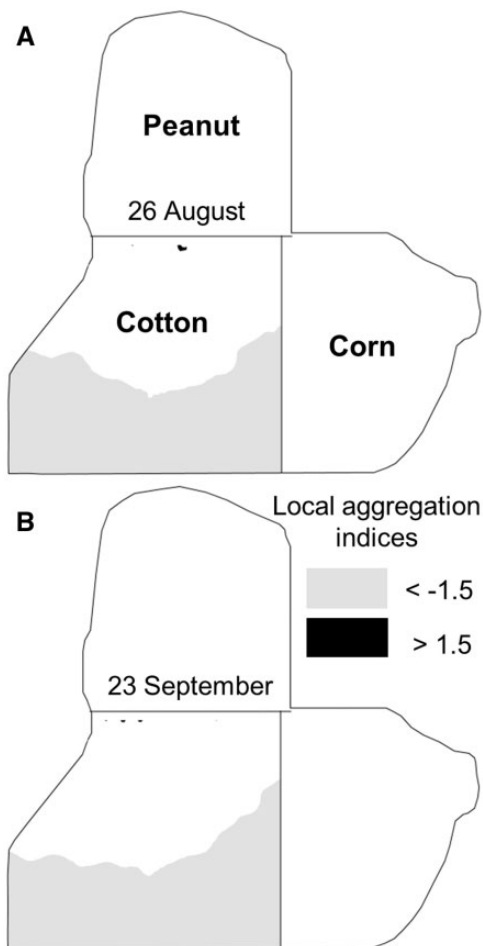 A
Peanut
26 August
Cotton
Corn
B
Local aggregation
indices
< -1.5
> 1.5
23 September